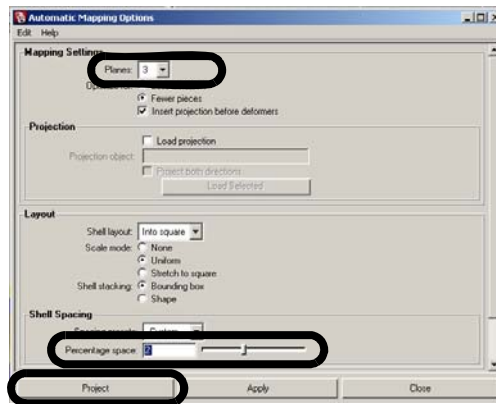 Automatic Mapping Options
Edit Help
Mapping Settings
Planes: 3
Fewer pieces
Insert projection before deformers
Projection
Load projection
Projection object:
Project both directions
Load Selected
Layout
Shell layout: Into square
Scale mode: None
Uniform
Stretch to square
Shell stacking: Bounding box
Shape
Shell Spacing
Percentage space: 2
Project Apply Close